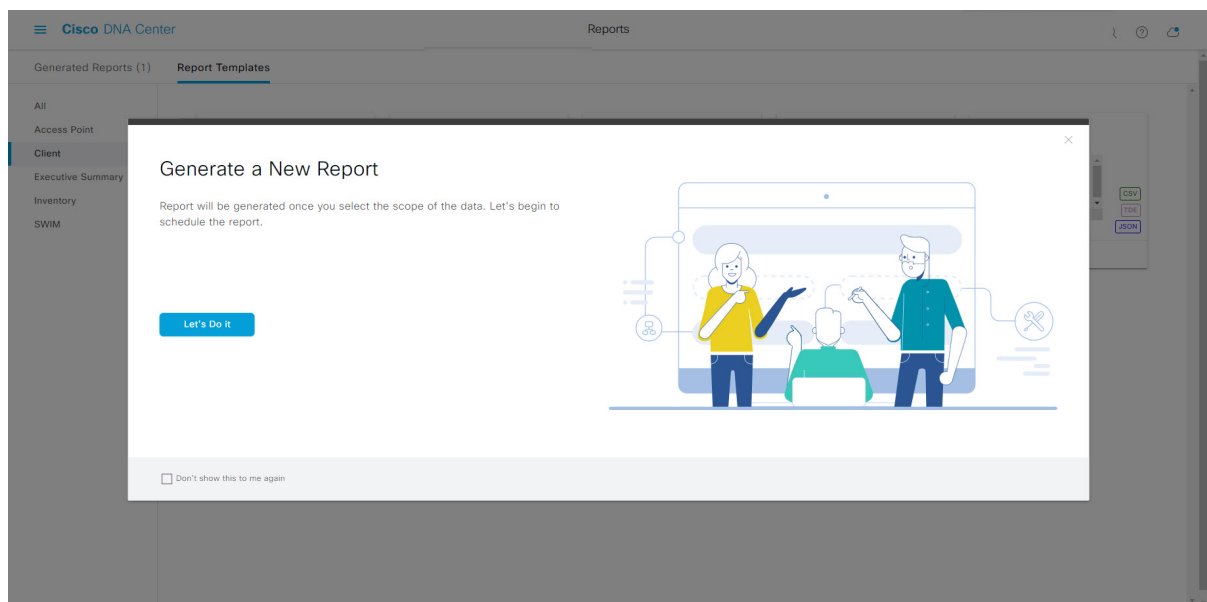 Cisco DNA Center
Reports
Generated Reports (1) Report Templates
All
Access Point
Client
Executive Summary
Inventory
SWIM
Generate a New Report
Report will be generated once you select the scope of the data. Let's begin to
schedule the report.
Let's Do it
Don't show this to me again
CSV
TDE
JSON